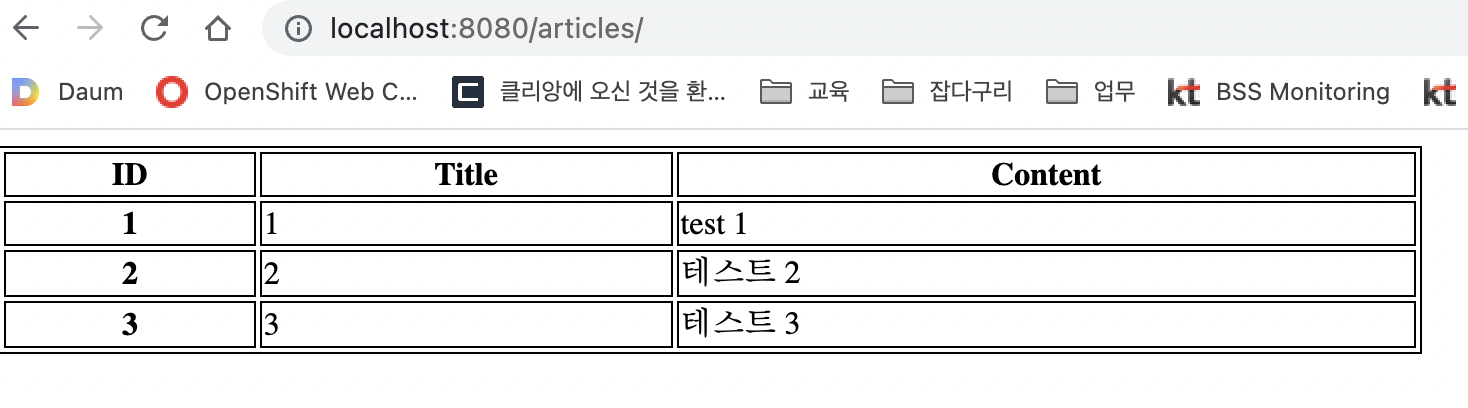 localhost:8080/articles/
Daum OpenShift Web C... 클리앙에 오신 것을 환... 교육 잡다구리 업무 kt BSS Monitoring kt
ID Title Content
1 1 test 1
2 2 테스트 2
3 3 테스트 3